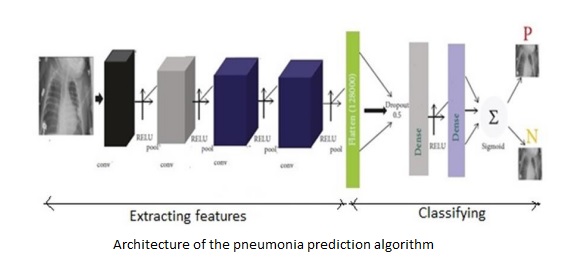 P
RELU
pool
conv
RELU
pool
conv
RELU
pool
conv
RELU
pool
conv
Flatten (128000)
Dropout
0.5
Dense
RELU
Dense
Σ
Sigmoid
N
Extracting features
Classifying
Architecture of the pneumonia prediction algorithm